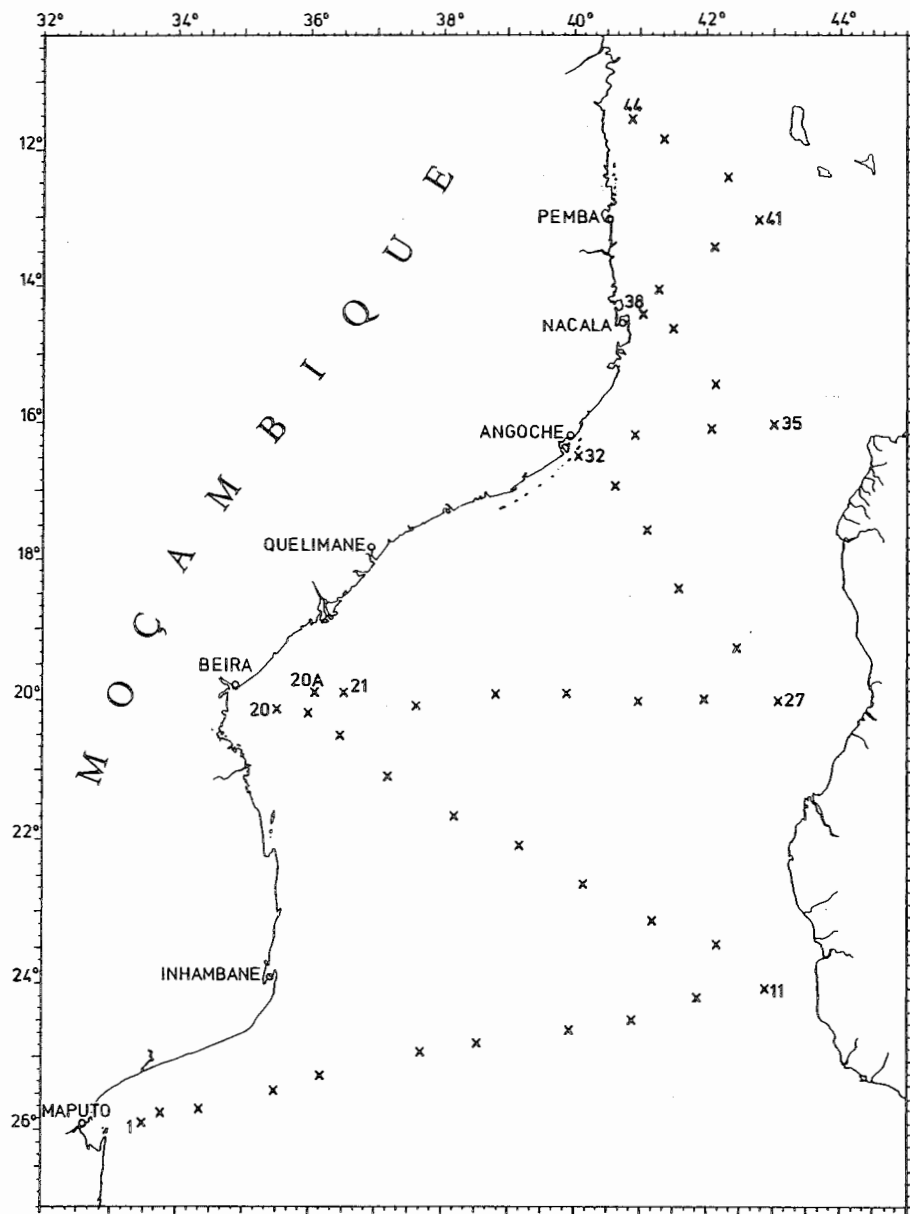 32° 34° 36° 38° 40° 42° 44°
44
12°
PEMBA
41
14°
38
NACALA
16°
35
ANGOCHE
32
QUELIMANE
18°
MOÇAMBIQUE
BEIRA
20A
21
20°
20
27
22°
INHAMBANE
24°
11
MAPUTO
26°
1